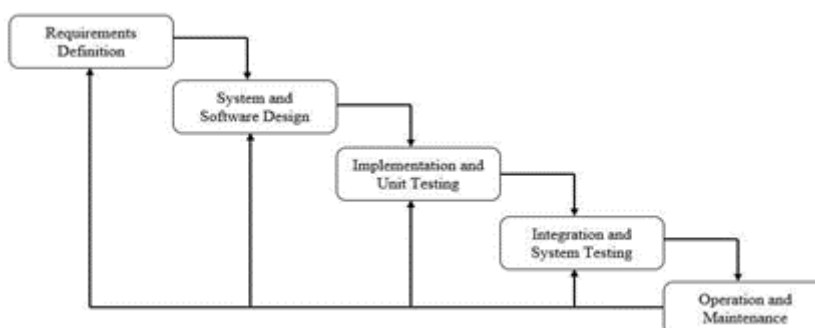 Requirements
Definition
System and
Software Design
Implementation and
Unit Testing
Integration and
System Testing
Operation and
Maintenance